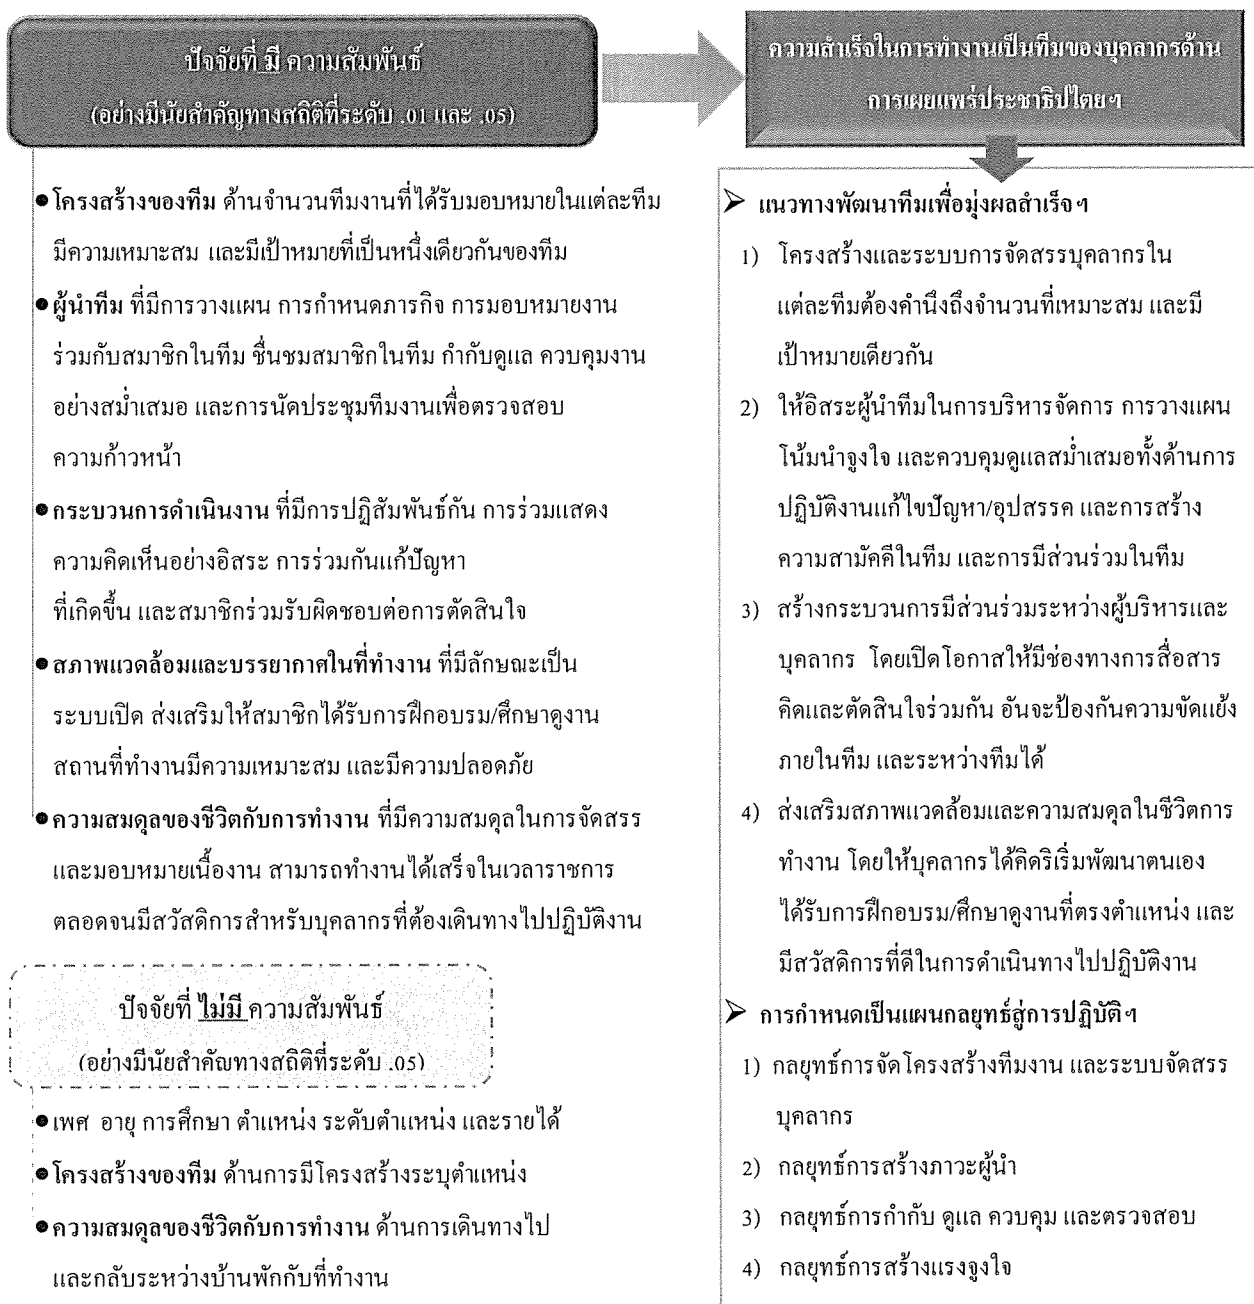 ปัจจัยที่ มี ความสัมพันธ์
(อย่างมีนัยสำคัญทางสถิติที่ระดับ .01 และ .05)
●โครงสร้างของทีม ด้านจำนวนทีมงานที่ได้รับมอบหมายในแต่ละทีม
มีความเหมาะสม และมีเป้าหมายที่เป็นหนึ่งเดียวกันของทีม
●ผู้นำทีม ที่มีการวางแผน การกำหนดภารกิจ การมอบหมายงาน
ร่วมกับสมาชิกในทีม ชื่นชมสมาชิกในทีม กำกับดูแล ควบคุมงาน
อย่างสม่ำเสมอ และการนัดประชุมทีมงานเพื่อตรวจสอบ
ความก้าวหน้า
●กระบวนการดำเนินงาน ที่มีการปฏิสัมพันธ์กัน การร่วมแสดง
ความคิดเห็นอย่างอิสระ การร่วมกันแก้ปัญหา
ที่เกิดขึ้น และสมาชิกร่วมรับผิดชอบต่อการตัดสินใจ
●สภาพแวดล้อมและบรรยากาศในที่ทำงาน ที่มีลักษณะเป็น
ระบบเปิด ส่งเสริมให้สมาชิกได้รับการฝึกอบรม/ศึกษาดูงาน
สถานที่ทำงานมีความเหมาะสม และมีความปลอดภัย
●ความสมดุลของชีวิตกับการทำงาน ที่มีความสมดุลในการจัดสรร
และมอบหมายเนื้องาน สามารถทำงานได้เสร็จในเวลาราชการ
ตลอดจนมีสวัสดิการสำหรับบุคลากรที่ต้องเดินทางไปปฏิบัติงาน
ปัจจัยที่ ไม่มี ความสัมพันธ์
(อย่างมีนัยสำคัญทางสถิติที่ระดับ .05)
●เพศ อายุ การศึกษา ตำแหน่ง ระดับตำแหน่ง และรายได้
●โครงสร้างของทีม ด้านการมีโครงสร้างระบุตำแหน่ง
●ความสมดุลของชีวิตกับการทำงาน ด้านการเดินทางไป
และกลับระหว่างบ้านพักกับที่ทำงาน
ความสำเร็จในการทำงานเป็นทีมของบุคลากรด้าน
การเผยแพร่ประชาธิปไตยฯ
➢ แนวทางพัฒนาทีมเพื่อมุ่งผลสำเร็จฯ
1) โครงสร้างและระบบการจัดสรรบุคลากรใน
แต่ละทีมต้องคำนึงถึงจำนวนที่เหมาะสม และมี
เป้าหมายเดียวกัน
2) ให้อิสระผู้นำทีมในการบริหารจัดการ การวางแผน
โน้มนำจูงใจ และควบคุมดูแลสม่ำเสมอทั้งด้านการ
ปฏิบัติงานแก้ไขปัญหา/อุปสรรค และการสร้าง
ความสามัคคีในทีม และการมีส่วนร่วมในทีม
3) สร้างกระบวนการมีส่วนร่วมระหว่างผู้บริหารและ
บุคลากร โดยเปิดโอกาสให้มีช่องทางการสื่อสาร
คิดและตัดสินใจร่วมกัน อันจะป้องกันความขัดแย้ง
ภายในทีม และระหว่างทีมได้
4) ส่งเสริมสภาพแวดล้อมและความสมดุลในชีวิตการ
ทำงาน โดยให้บุคลากรได้คิดริเริ่มพัฒนาตนเอง
ได้รับการฝึกอบรม/ศึกษาดูงานที่ตรงตำแหน่ง และ
มีสวัสดิการที่ดีในการดำเนินทางไปปฏิบัติงาน
➢ การกำหนดเป็นแผนกลยุทธ์สู่การปฏิบัติฯ
1) กลยุทธ์การจัดโครงสร้างทีมงาน และระบบจัดสรร
บุคลากร
2) กลยุทธ์การสร้างภาวะผู้นำ
3) กลยุทธ์การกำกับ ดูแล ควบคุม และตรวจสอบ
4) กลยุทธ์การสร้างแรงจูงใจ